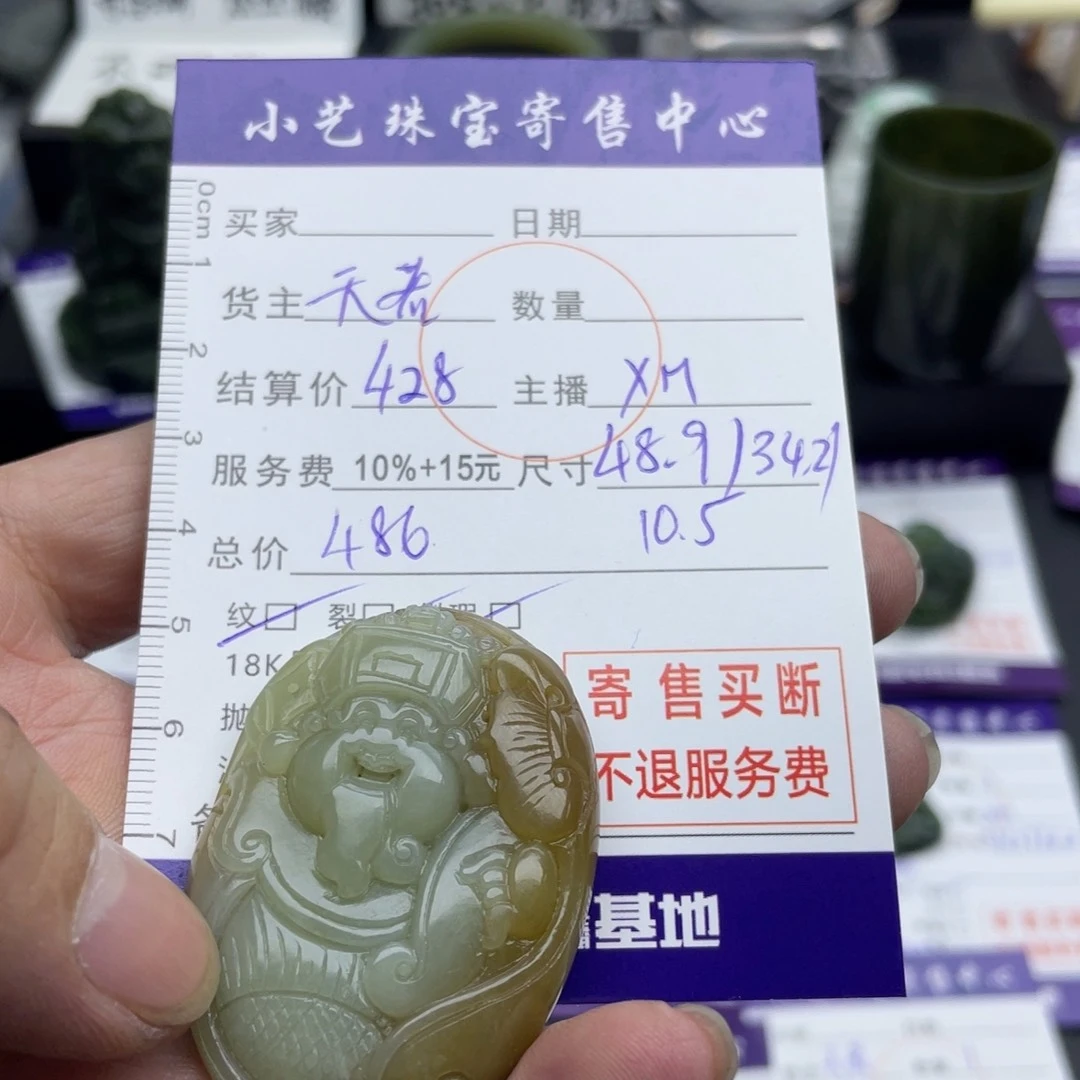 小艺珠宝寄售中心
0cm 1 2 3 4 5 6 7
买家 日期
货主 天 数量
结算价 428 主播 XM
服务费 10%+15元 尺寸 48.9/34.2/
10.5
总价 486
纹□ 裂□ 理□
18K
抛
寄售买断
不退服务费
基地